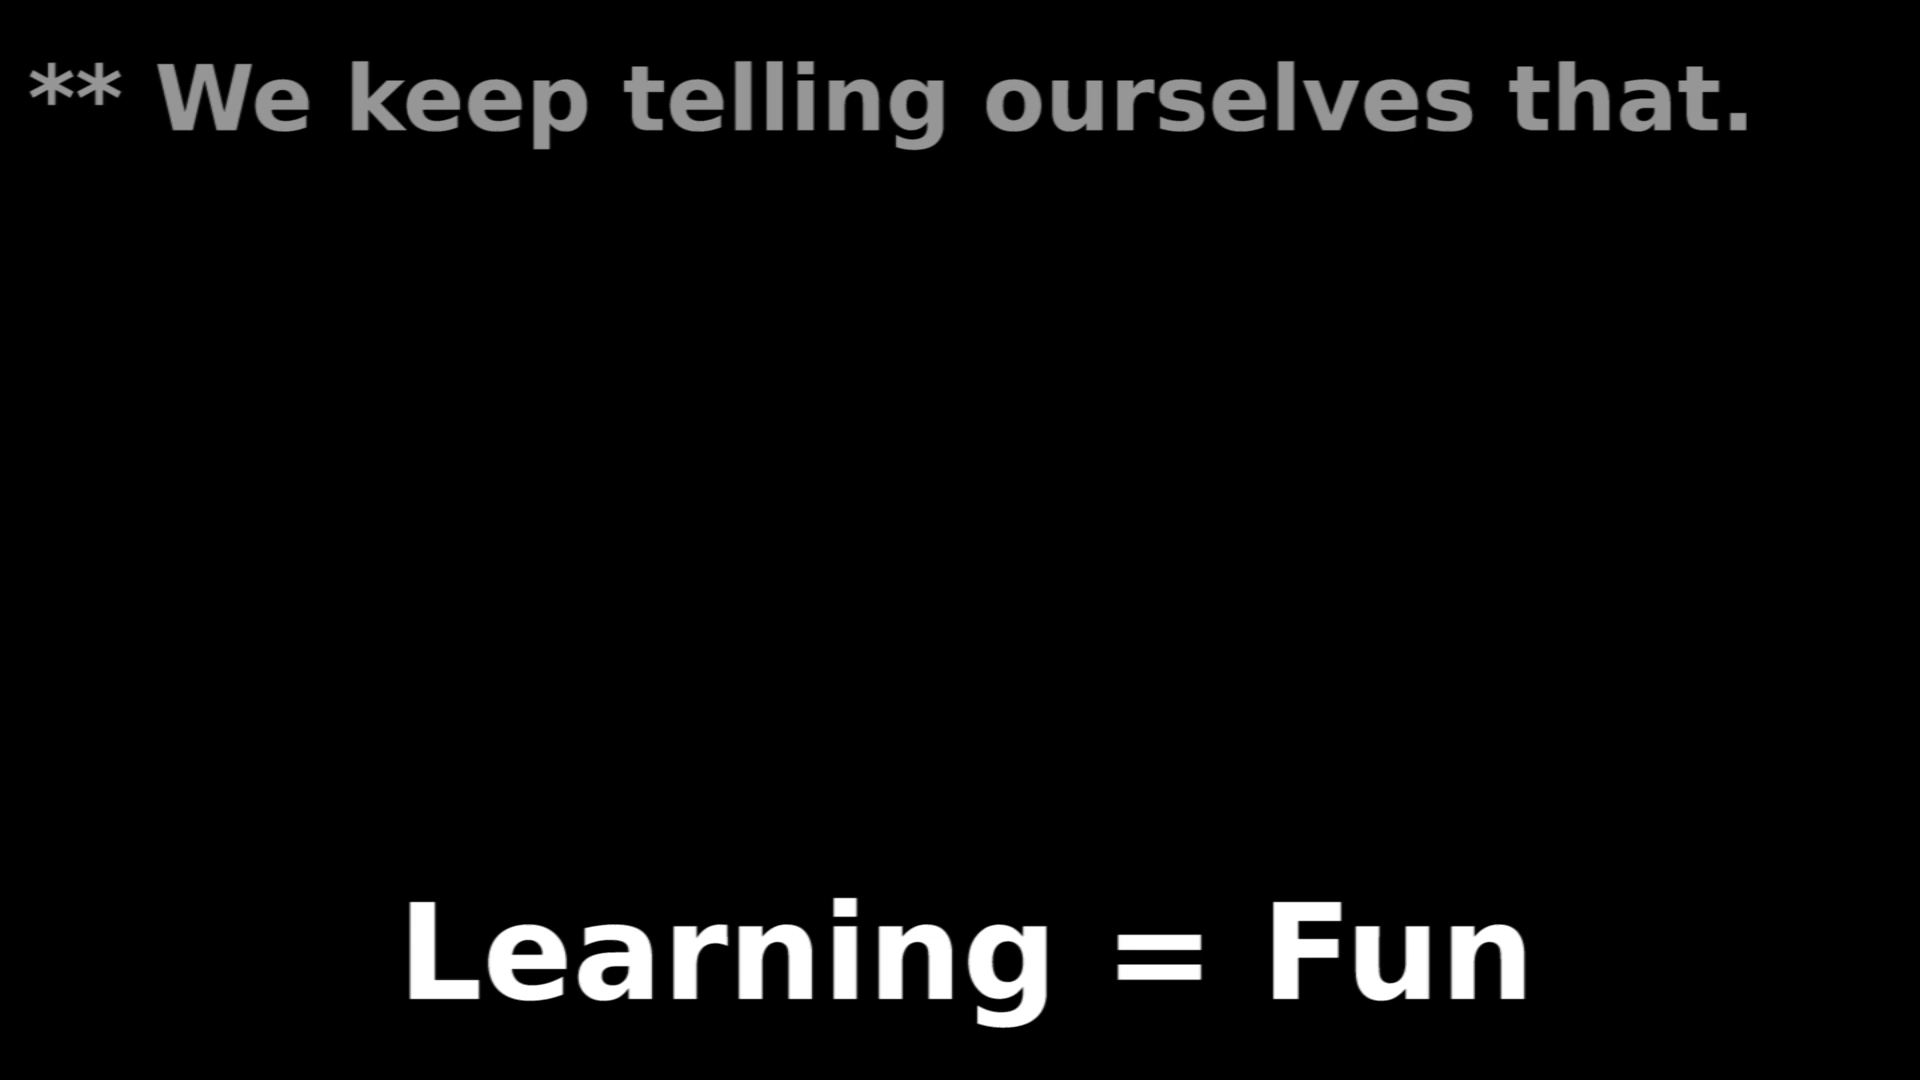 ** We keep telling ourselves that.
Learning = Fun